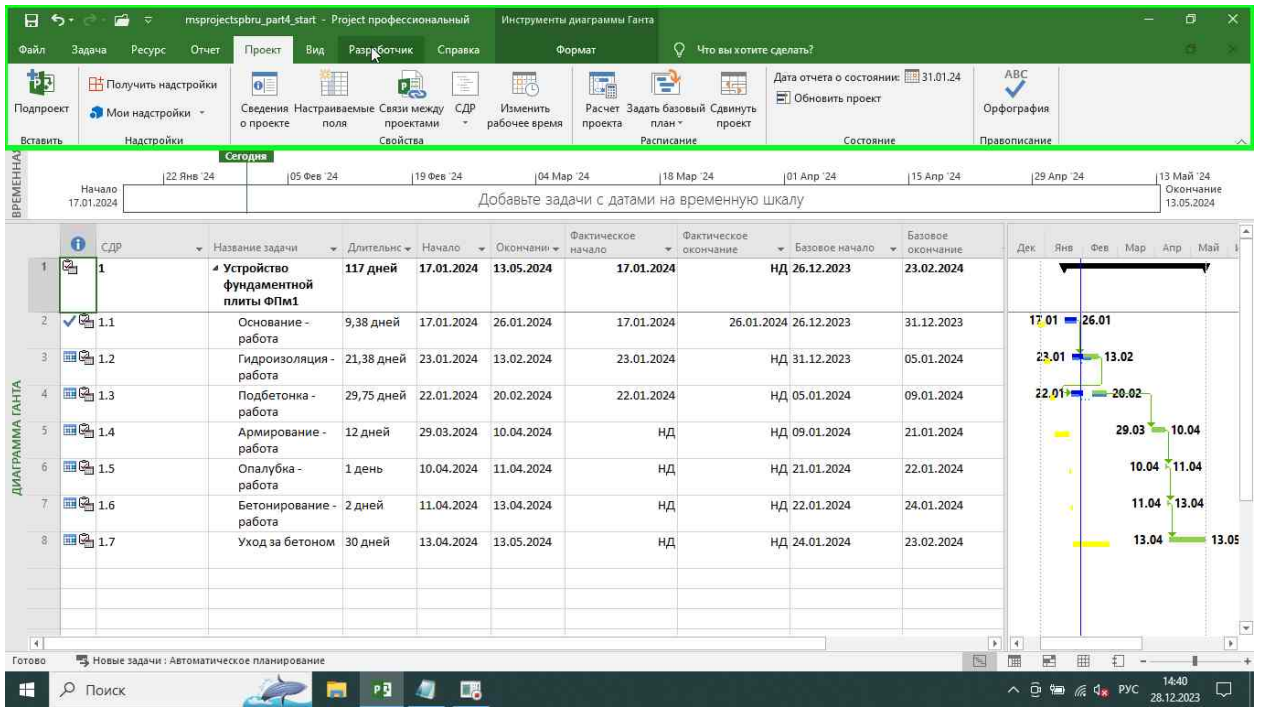 msprojectspbru_part4_start - Project профессиональный
Инструменты диаграммы Ганта
Файл Задача Ресурс Отчет Проект Вид Разработчик Справка Формат Что вы хотите сделать?
Подпроект
Получить надстройки
Мои надстройки
Сведения о проекте
Настраиваемые поля
Связи между проектами
СДР
Изменить рабочее время
Расчет проекта
Задать базовый план
Сдвинуть проект
Дата отчета о состоянии: 31.01.24
Обновить проект
ABC
Орфография
Вставить Надстройки Свойства Расписание Состояние Правописание
ВРЕМЕННАЯ
Сегодня
22 Янв '24 05 Фев '24 19 Фев '24 04 Мар '24 18 Мар '24 01 Апр '24 15 Апр '24 29 Апр '24 13 Май '24
Начало
17.01.2024
Добавьте задачи с датами на временную шкалу
Окончание
13.05.2024
ДИАГРАММА ГАНТА
СДР Название задачи Длительнс Начало Окончани Фактическое начало Фактическое окончание Базовое начало Базовое окончание Дек Янв Фев Мар Апр Май
1 1 Устройство фундаментной плиты ФПм1 117 дней 17.01.2024 13.05.2024 17.01.2024 НД 26.12.2023 23.02.2024
2 1.1 Основание - работа 9,38 дней 17.01.2024 26.01.2024 17.01.2024 26.01.2024 26.12.2023 31.12.2023 17.01 26.01
3 1.2 Гидроизоляция - работа 21,38 дней 23.01.2024 13.02.2024 23.01.2024 НД 31.12.2023 05.01.2024 23.01 13.02
4 1.3 Подбетонка - работа 29,75 дней 22.01.2024 20.02.2024 22.01.2024 НД 05.01.2024 09.01.2024 22.01 20.02
5 1.4 Армирование - работа 12 дней 29.03.2024 10.04.2024 НД НД 09.01.2024 21.01.2024 29.03 10.04
6 1.5 Опалубка - работа 1 день 10.04.2024 11.04.2024 НД НД 21.01.2024 22.01.2024 10.04 11.04
7 1.6 Бетонирование - работа 2 дней 11.04.2024 13.04.2024 НД НД 22.01.2024 24.01.2024 11.04 13.04
8 1.7 Уход за бетоном 30 дней 13.04.2024 13.05.2024 НД НД 24.01.2024 23.02.2024 13.04 13.05
Готово Новые задачи : Автоматическое планирование
Поиск
РУС
14:40
28.12.2023